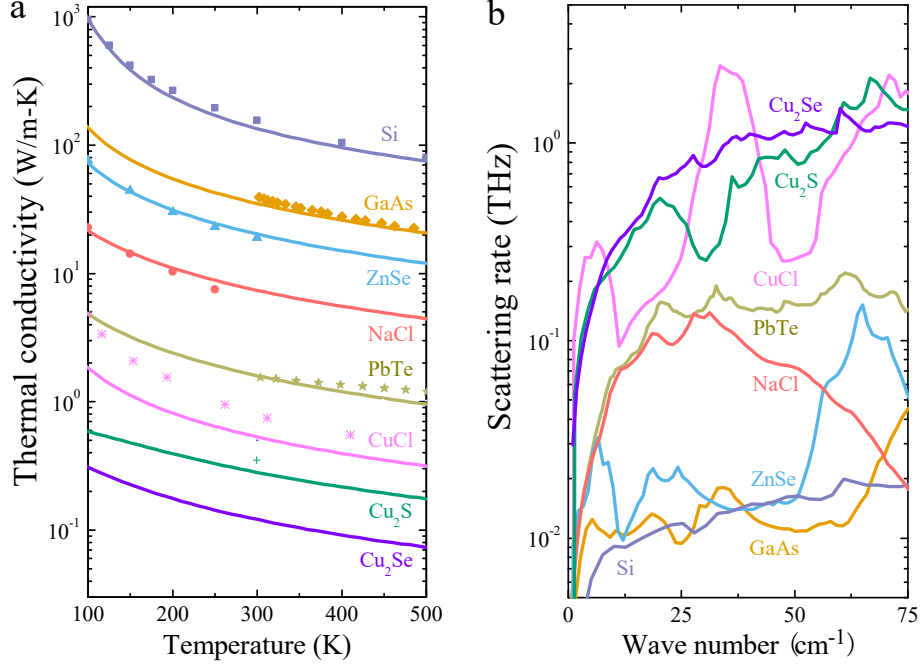 a
Thermal conductivity (W/m-K)
10³
10²
10¹
10⁰
10⁻¹
Si
GaAs
ZnSe
NaCl
PbTe
CuCl
Cu₂S
Cu₂Se
100 200 300 400 500
Temperature (K)
b
Scattering rate (THz)
10⁰
10⁻¹
10⁻²
Cu₂Se
Cu₂S
CuCl
PbTe
NaCl
ZnSe
GaAs
Si
0 25 50 75
Wave number (cm⁻¹)